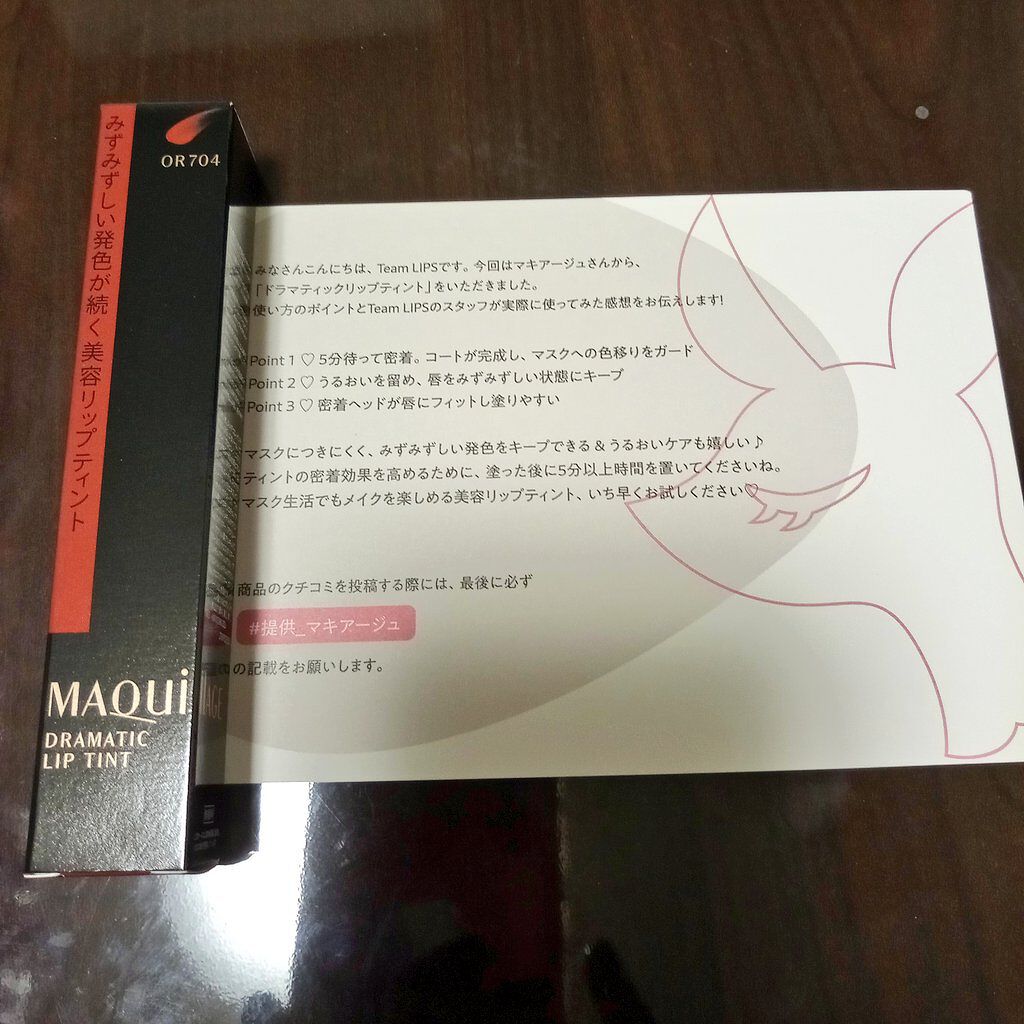 みずみずしい発色が続く美容リップティント
OR704
MAQUi
DRAMATIC
LIP TINT
AGE
みなさんこんにちは、Team LIPSです。今回はマキアージュさんから、
「ドラマティックリップティント」をいただきました。
使い方のポイントとTeam LIPSのスタッフが実際に使ってみた感想をお伝えします!
Point 1 ♡ 5分待って密着。コートが完成し、マスクへの色移りをガード
Point 2 ♡ うるおいを留め、唇をみずみずしい状態にキープ
Point 3 ♡ 密着ヘッドが唇にフィットし塗りやすい
マスクにつきにくく、みずみずしい発色をキープできる＆うるおいケアも嬉しい♪
ティントの密着効果を高めるために、塗った後に5分以上時間を置いてくださいね。
マスク生活でもメイクを楽しめる美容リップティント、いち早くお試しください♡
商品のクチコミを投稿する際には、最後に必ず
#提供_マキアージュ
の記載をお願いします。